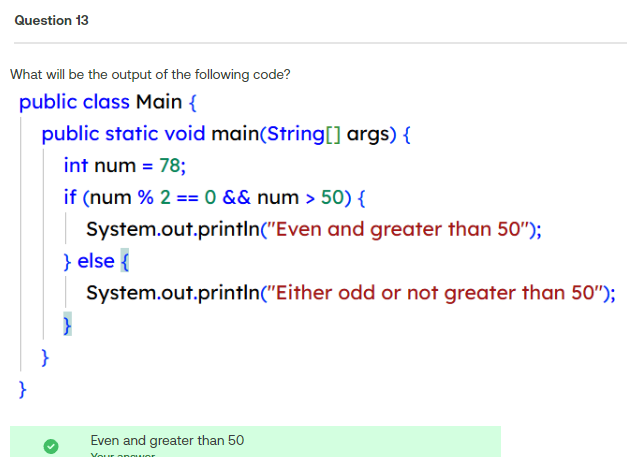 Question 13
What will be the output of the following code?
public class Main {
public static void main(String[] args) {
int num = 78;
if (num % 2 == 0 && num > 50) {
System.out.println("Even and greater than 50");
} else {
System.out.println("Either odd or not greater than 50");
}
}
}
Even and greater than 50
Your answer